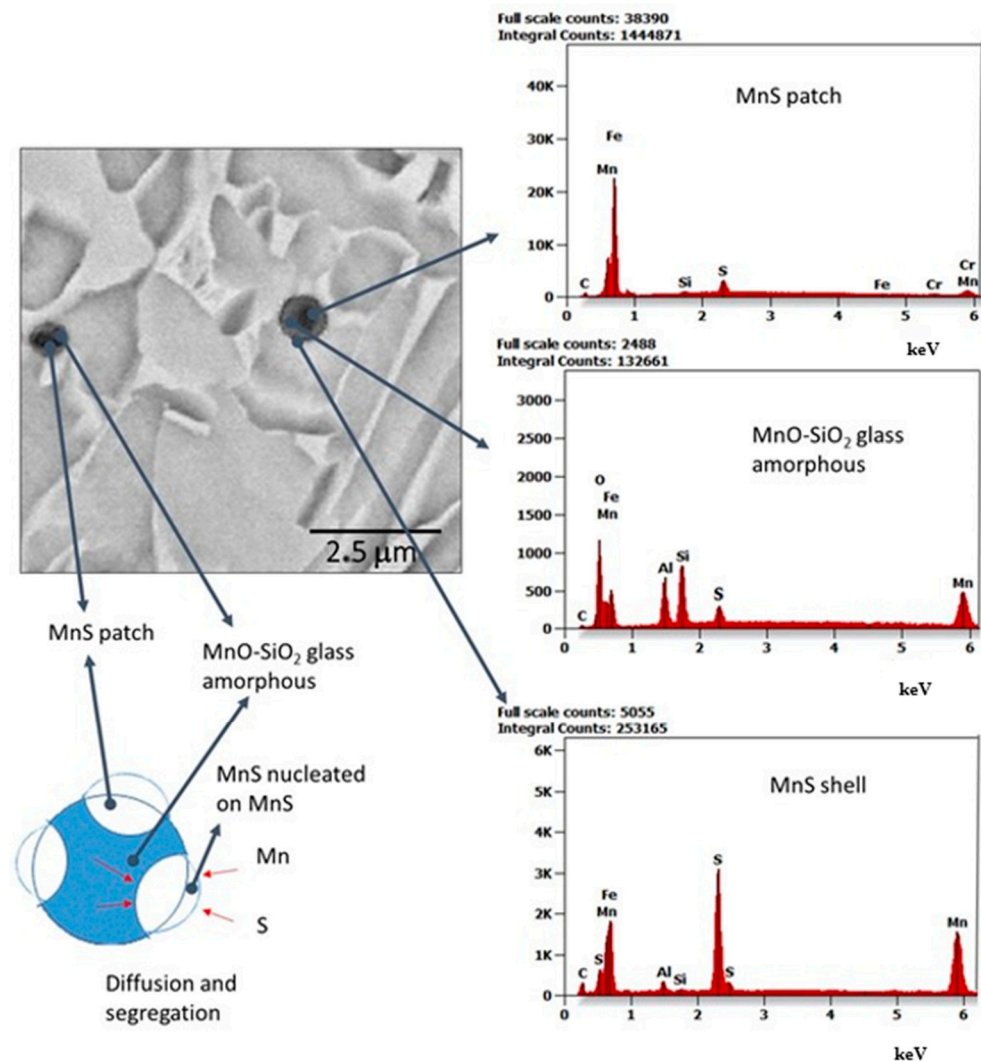 Full scale counts: 38390
Integral Counts: 1444871
MnS patch
40K
30K
20K
10K
0
Fe
Mn
C
Si
S
Fe
Cr
Cr
Mn
0 1 2 3 4 5 6
keV
2.5 µm
Full scale counts: 2488
Integral Counts: 132661
MnO-SiO₂ glass
amorphous
3000
2500
2000
1500
1000
500
0
O
Fe
Mn
C
Al
Si
S
Mn
0 1 2 3 4 5 6
keV
MnS patch
MnO-SiO₂ glass
amorphous
MnS nucleated
on MnS
Mn
S
Diffusion and
segregation
Full scale counts: 5055
Integral Counts: 253165
MnS shell
6K
5K
4K
3K
2K
1K
0
C
S
Fe
Mn
Al
Si
S
S
Mn
0 1 2 3 4 5 6
keV